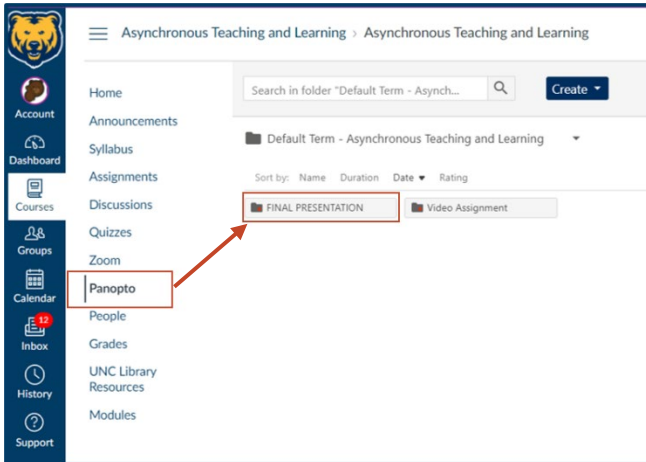 Asynchronous Teaching and Learning > Asynchronous Teaching and Learning
Account
Dashboard
Courses
Groups
Calendar
12
Inbox
History
Support
Home
Announcements
Syllabus
Assignments
Discussions
Quizzes
Zoom
Panopto
People
Grades
UNC Library
Resources
Modules
Search in folder "Default Term - Asynch...
Create
Default Term - Asynchronous Teaching and Learning
Sort by: Name Duration Date Rating
FINAL PRESENTATION
Video Assignment